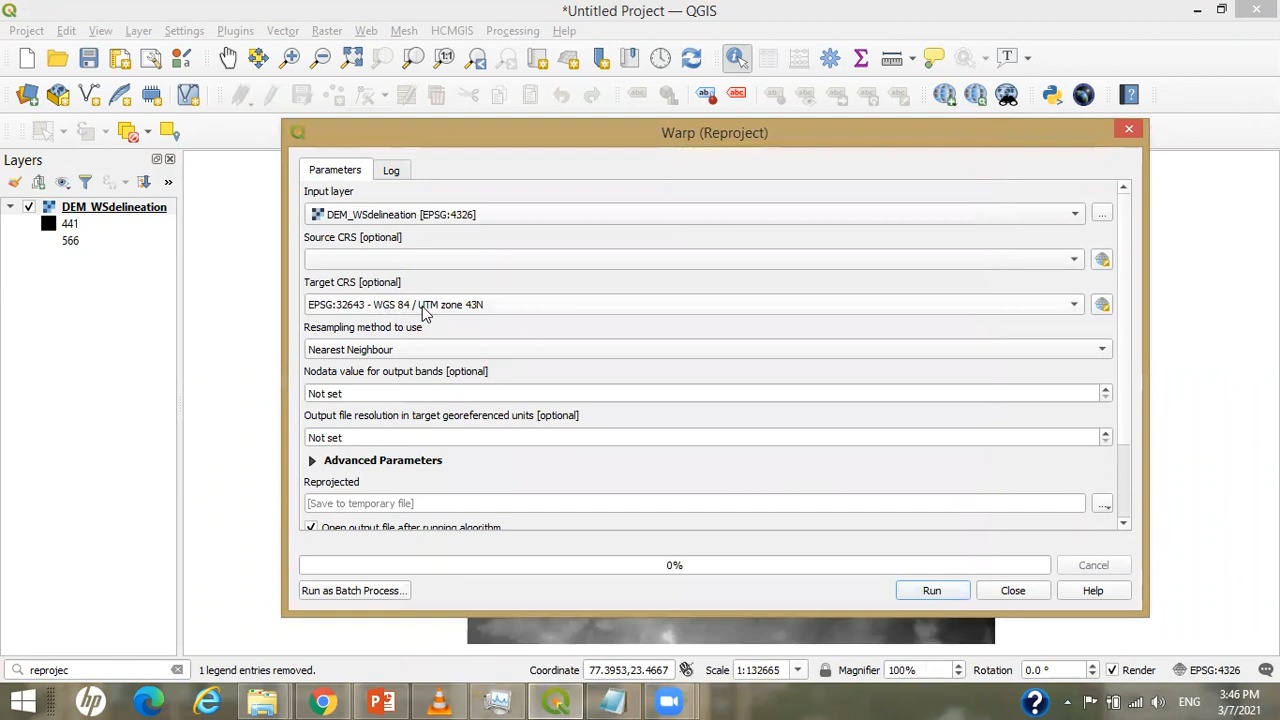 *Untitled Project — QGIS
Project Edit View Layer Settings Plugins Vector Raster Web Mesh HCMGIS Processing Help
Layers
DEM_WSdelineation
441
566
Warp (Reproject)
Parameters Log
Input layer
DEM_WSdelineation [EPSG:4326]
Source CRS [optional]
Target CRS [optional]
EPSG:32643 - WGS 84 / UTM zone 43N
Resampling method to use
Nearest Neighbour
Nodata value for output bands [optional]
Not set
Output file resolution in target georeferenced units [optional]
Not set
Advanced Parameters
Reprojected
[Save to temporary file]
Open output file after running algorithm
0% Cancel
Run as Batch Process... Run Close Help
reprojec 1 legend entries removed. Coordinate 77.3953,23.4667 Scale 1:132665 Magnifier 100% Rotation 0.0 ° Render EPSG:4326
ENG 3:46 PM
3/7/2021